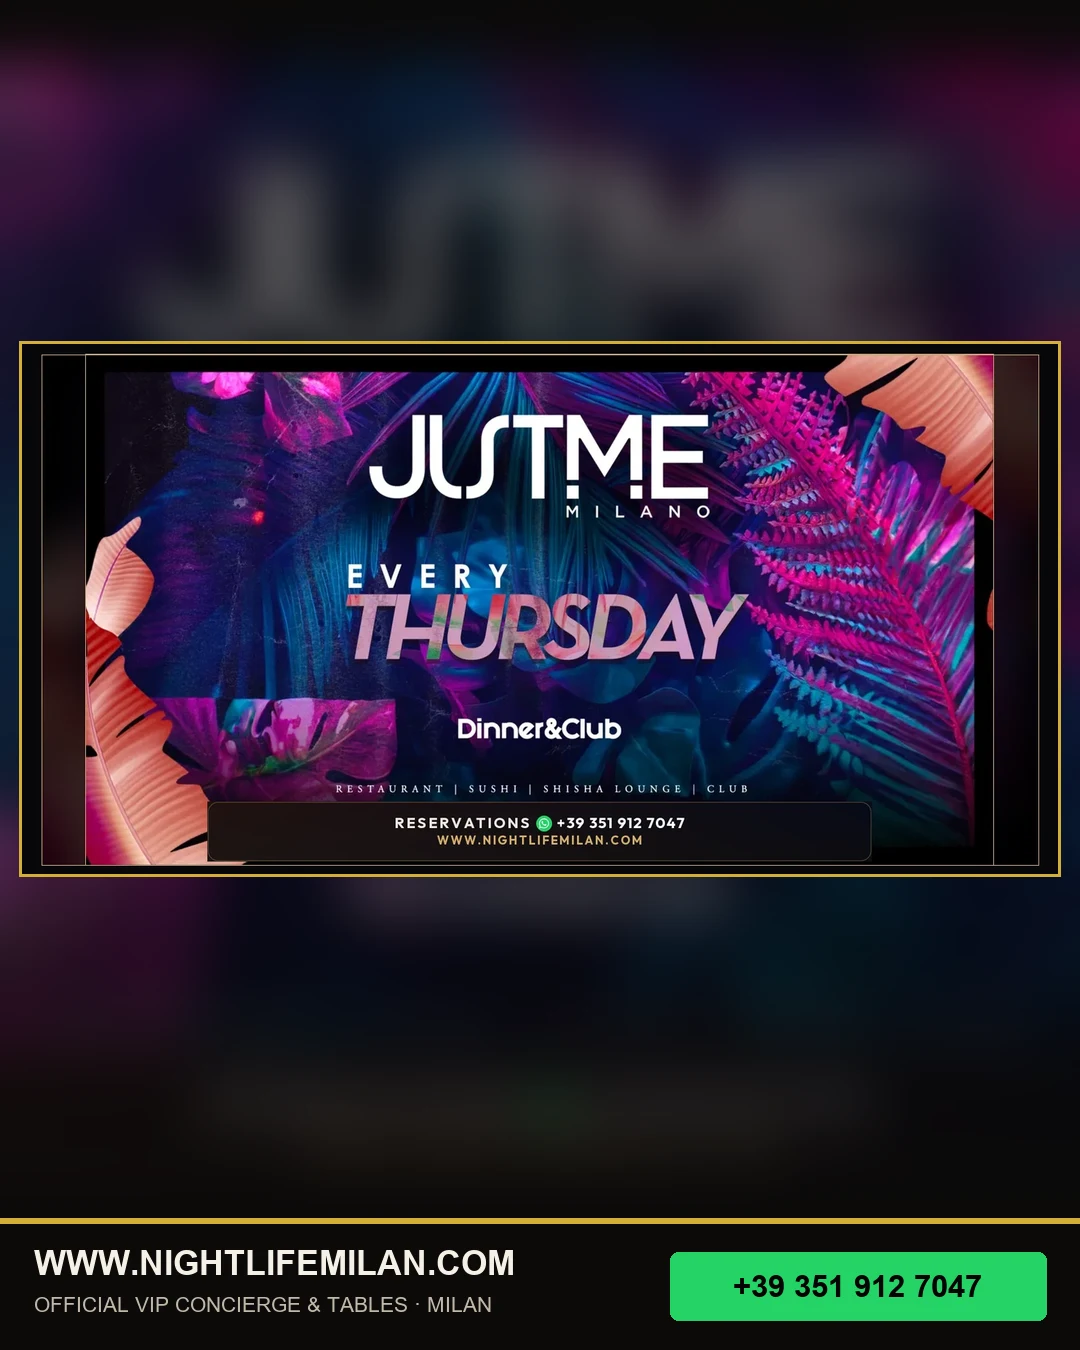 JUSTME
MILANO
EVERY
THURSDAY
Dinner&Club
RESTAURANT | SUSHI | SHISHA LOUNGE | CLUB
RESERVATIONS +39 351 912 7047
WWW.NIGHTLIFEMILAN.COM
WWW.NIGHTLIFEMILAN.COM
OFFICIAL VIP CONCIERGE & TABLES · MILAN
+39 351 912 7047